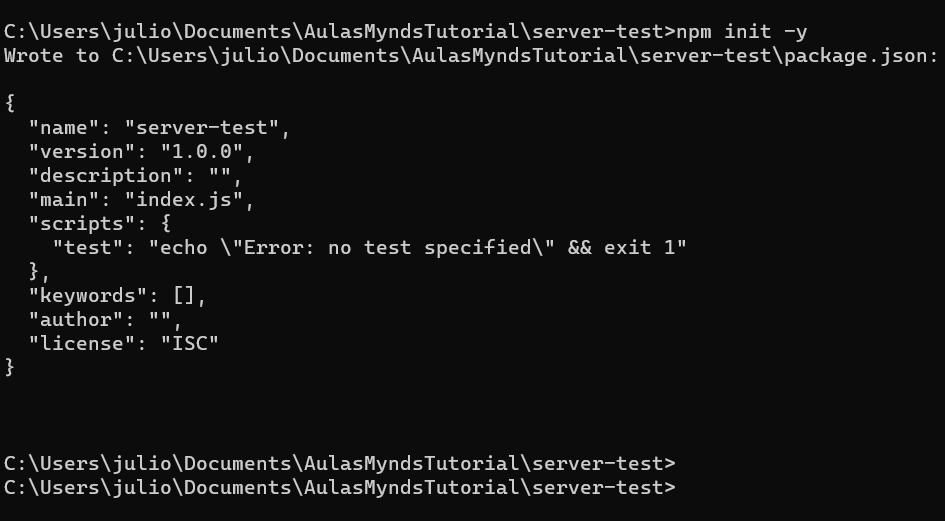 C:\Users\julio\Documents\AulasMyndsTutorial\server-test>npm init -y
Wrote to C:\Users\julio\Documents\AulasMyndsTutorial\server-test\package.json:
{
  "name": "server-test",
  "version": "1.0.0",
  "description": "",
  "main": "index.js",
  "scripts": {
    "test": "echo \"Error: no test specified\" && exit 1"
  },
  "keywords": [],
  "author": "",
  "license": "ISC"
}
C:\Users\julio\Documents\AulasMyndsTutorial\server-test>
C:\Users\julio\Documents\AulasMyndsTutorial\server-test>